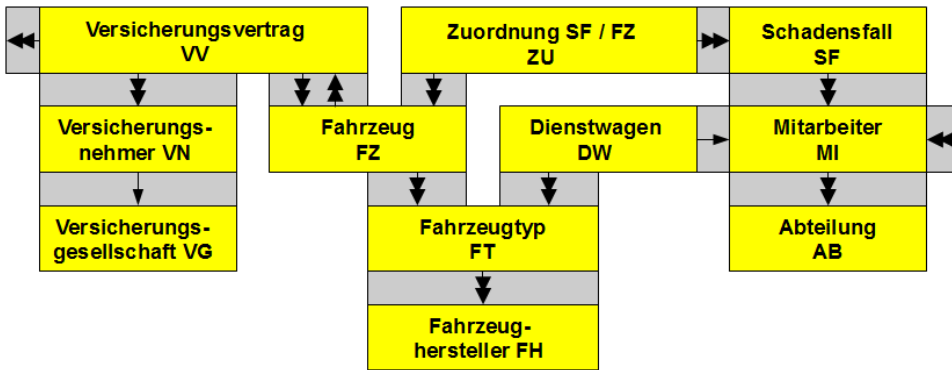 Versicherungsvertrag
VV
Zuordnung SF / FZ
ZU
Schadensfall
SF
Versicherungs-
nehmer VN
Fahrzeug
FZ
Dienstwagen
DW
Mitarbeiter
MI
Versicherungs-
gesellschaft VG
Fahrzeugtyp
FT
Abteilung
AB
Fahrzeug-
hersteller FH